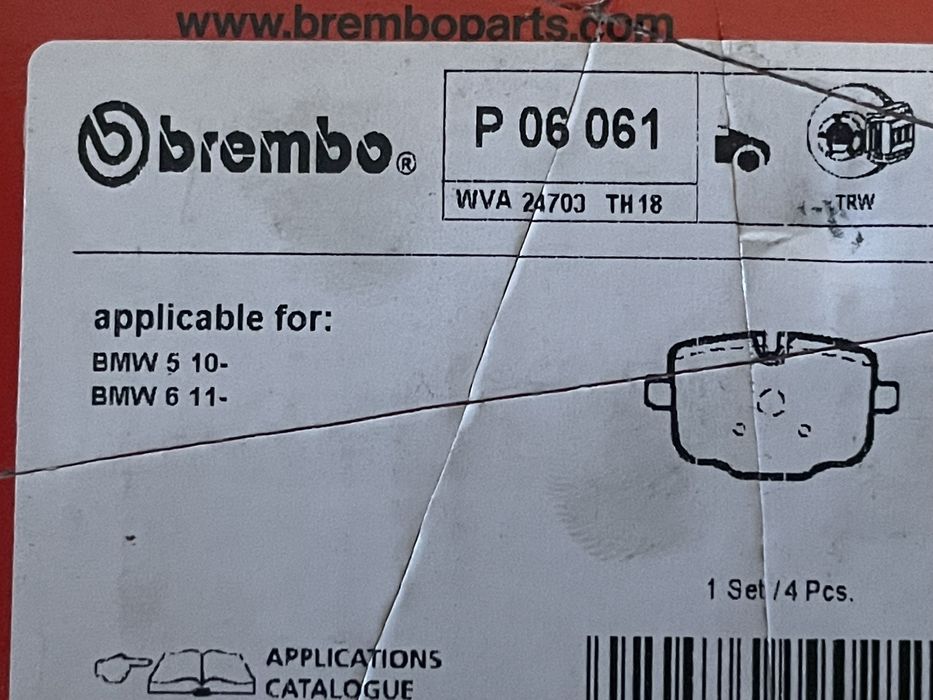 www.bremboparts.com
brembo®
P 06 061
WVA 24703 TH18
TRW
applicable for:
BMW 5 10-
BMW 6 11-
1 Set / 4 Pcs.
APPLICATIONS
CATALOGUE